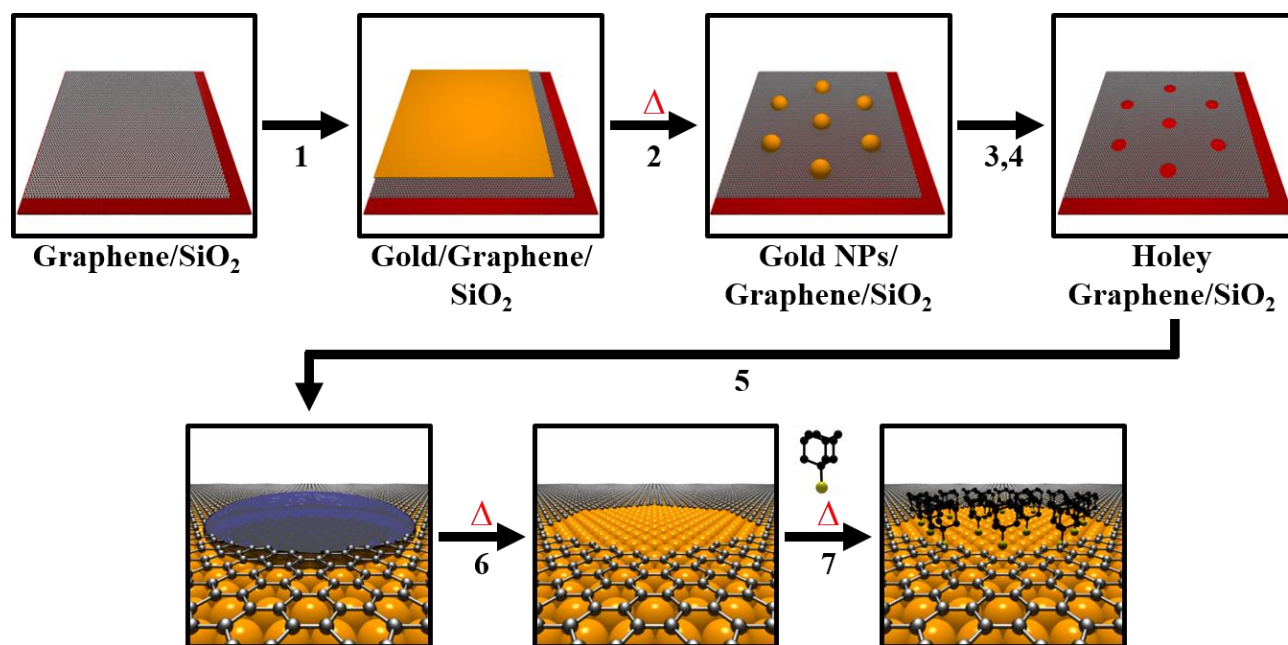 1
Δ
2
3,4
Graphene/SiO₂
Gold/Graphene/
SiO₂
Gold NPs/
Graphene/SiO₂
Holey
Graphene/SiO₂
5
Δ
6
Δ
7